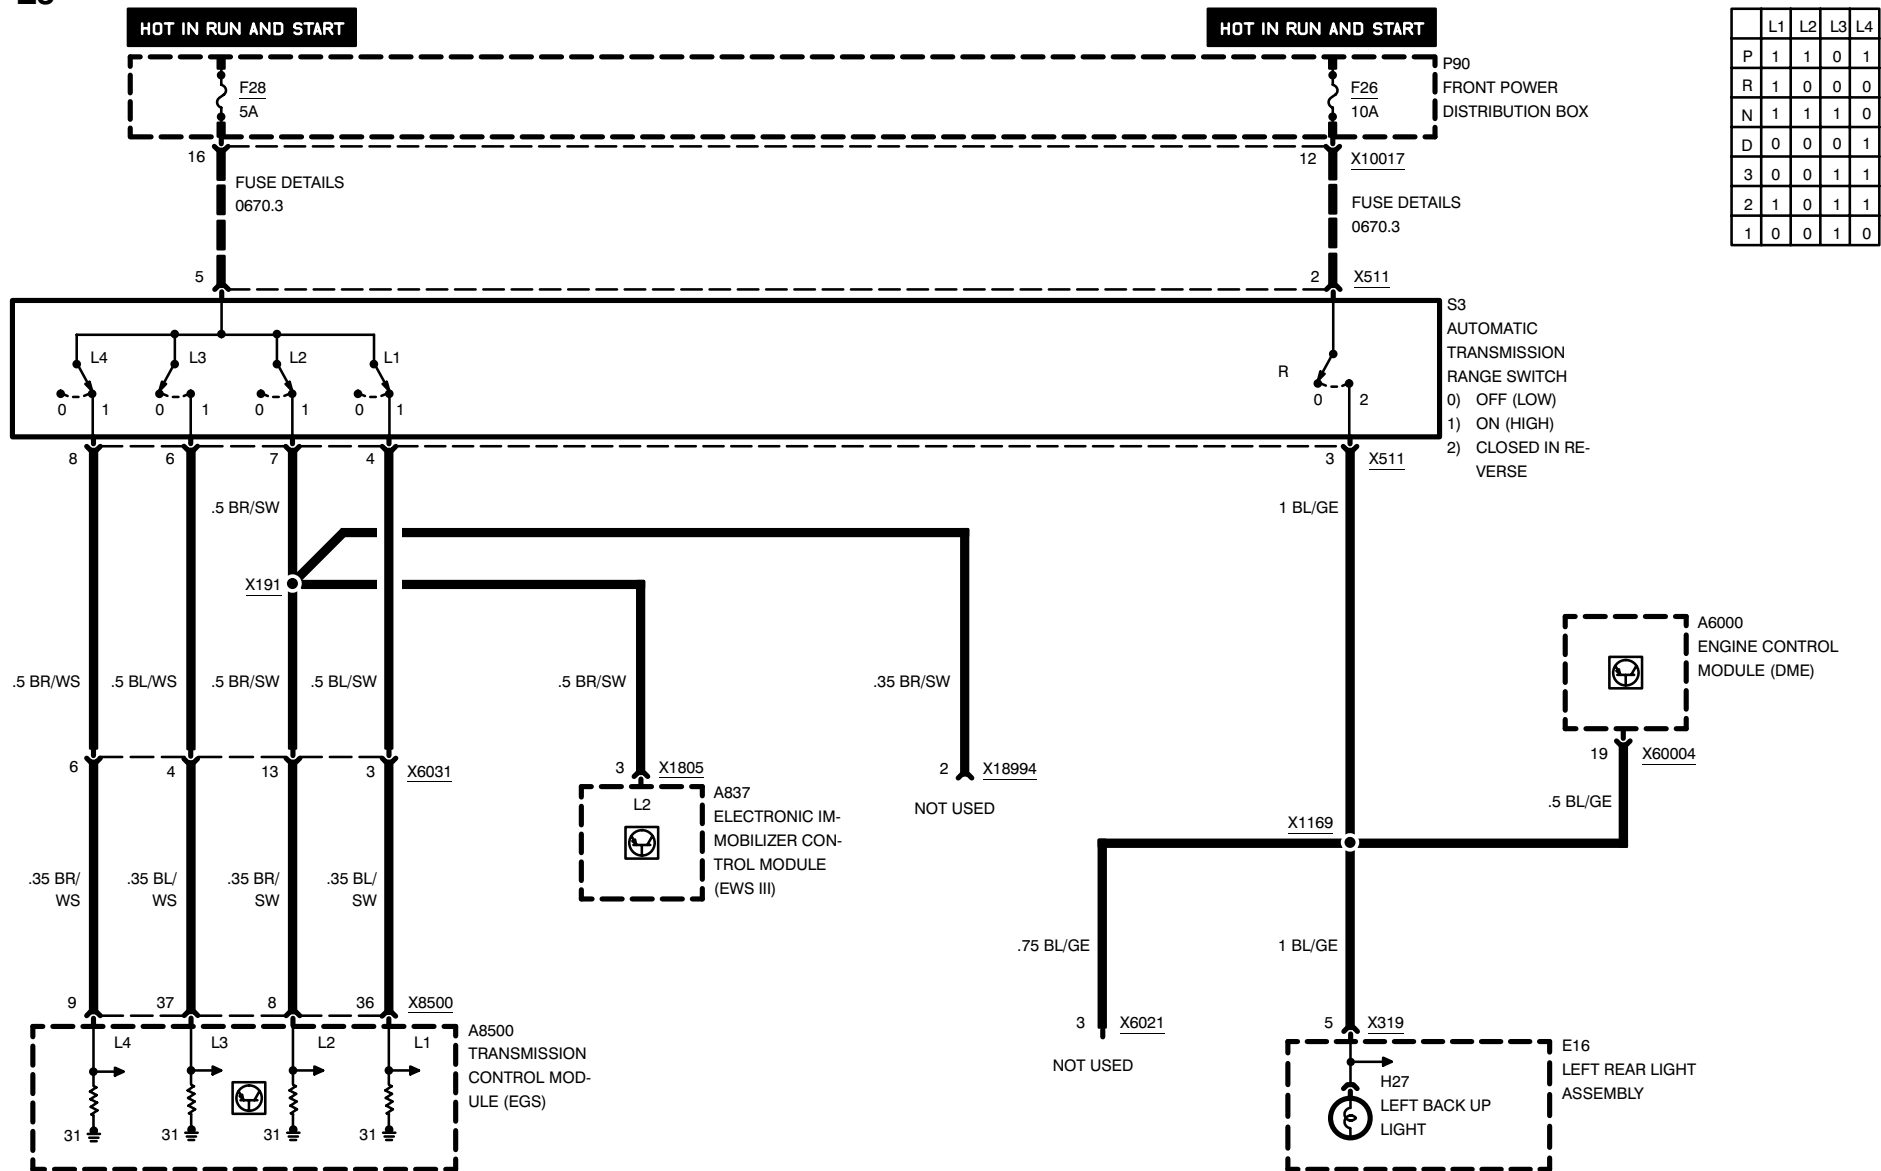 HOT IN RUN AND START
HOT IN RUN AND START
L1 L2 L3 L4
P 1 1 0 1
R 1 0 0 0
N 1 1 1 0
D 0 0 0 1
3 0 0 1 1
2 1 0 1 1
1 0 0 1 0
F28
5A
F26
10A
P90
FRONT POWER
DISTRIBUTION BOX
16
12 X10017
FUSE DETAILS
0670.3
FUSE DETAILS
0670.3
5
2 X511
S3
AUTOMATIC
TRANSMISSION
RANGE SWITCH
0) OFF (LOW)
1) ON (HIGH)
2) CLOSED IN RE-
VERSE
L4 L3 L2 L1
0 1 0 1 0 1 0 1
R
0 2
8 6 7 4
3 X511
.5 BR/SW
1 BL/GE
X191
.5 BR/WS .5 BL/WS .5 BR/SW .5 BL/SW
.5 BR/SW
.35 BR/SW
A6000
ENGINE CONTROL
MODULE (DME)
19 X60004
.5 BL/GE
6 4 13 3 X6031
3 X1805
2 X18994
NOT USED
L2
A837
ELECTRONIC IM-
MOBILIZER CON-
TROL MODULE
(EWS III)
X1169
.35 BR/
WS
.35 BL/
WS
.35 BR/
SW
.35 BL/
SW
.75 BL/GE
1 BL/GE
9 37 8 36 X8500
3 X6021
NOT USED
5 X319
L4 L3 L2 L1
31 31 31 31
A8500
TRANSMISSION
CONTROL MOD-
ULE (EGS)
H27
LEFT BACK UP
LIGHT
E16
LEFT REAR LIGHT
ASSEMBLY